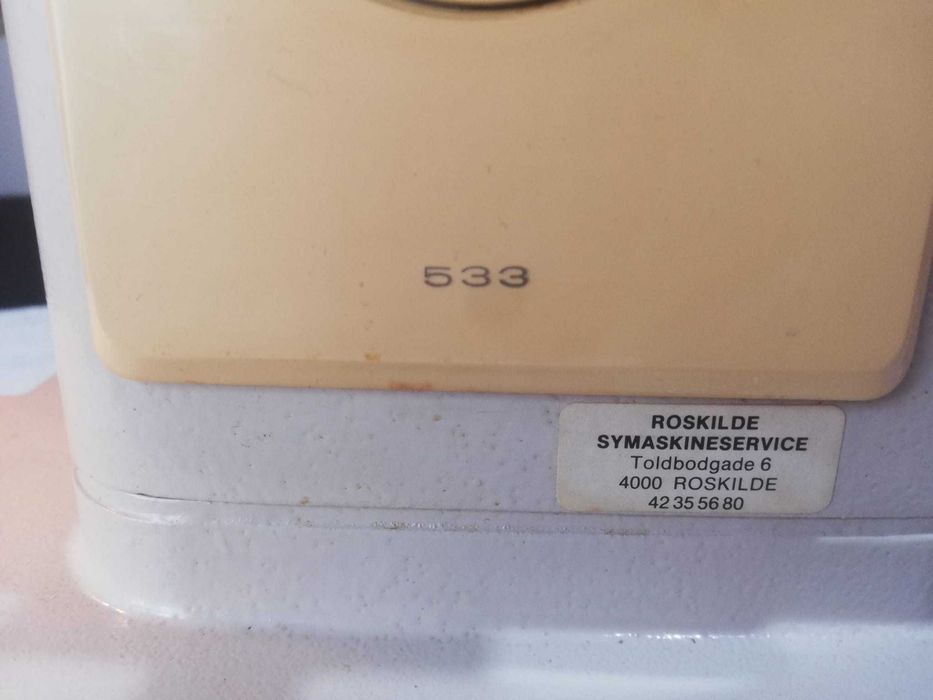 533
ROSKILDE
SYMASKINESERVICE
Toldbodgade 6
4000 ROSKILDE
42 35 56 80